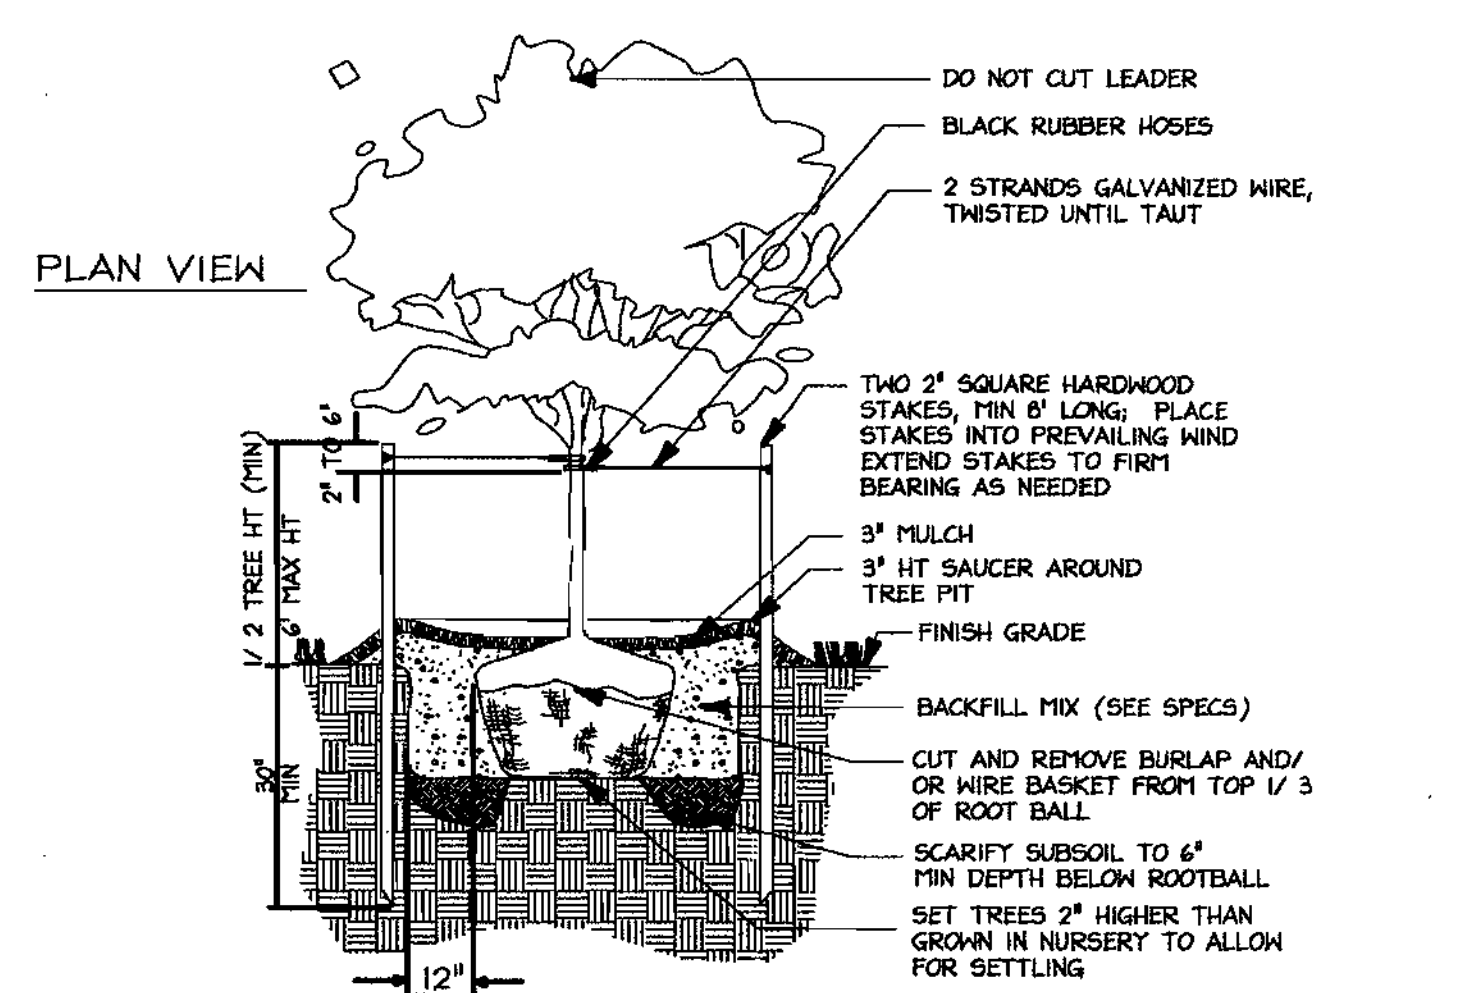 DO NOT CUT LEADER
BLACK RUBBER HOSES
2 STRANDS GALVANIZED WIRE,
TWISTED UNTIL TAUT
PLAN VIEW
TWO 2" SQUARE HARDWOOD
STAKES, MIN 8' LONG; PLACE
STAKES INTO PREVAILING WIND
EXTEND STAKES TO FIRM
BEARING AS NEEDED
2" TO 6"
1/2 TREE HT (MIN)
6' MAX HT
3" MULCH
3" HT SAUCER AROUND
TREE PIT
FINISH GRADE
BACKFILL MIX (SEE SPECS)
30"
MIN
CUT AND REMOVE BURLAP AND/
OR WIRE BASKET FROM TOP 1/3
OF ROOT BALL
SCARIFY SUBSOIL TO 6"
MIN DEPTH BELOW ROOTBALL
SET TREES 2" HIGHER THAN
GROWN IN NURSERY TO ALLOW
FOR SETTLING
12"